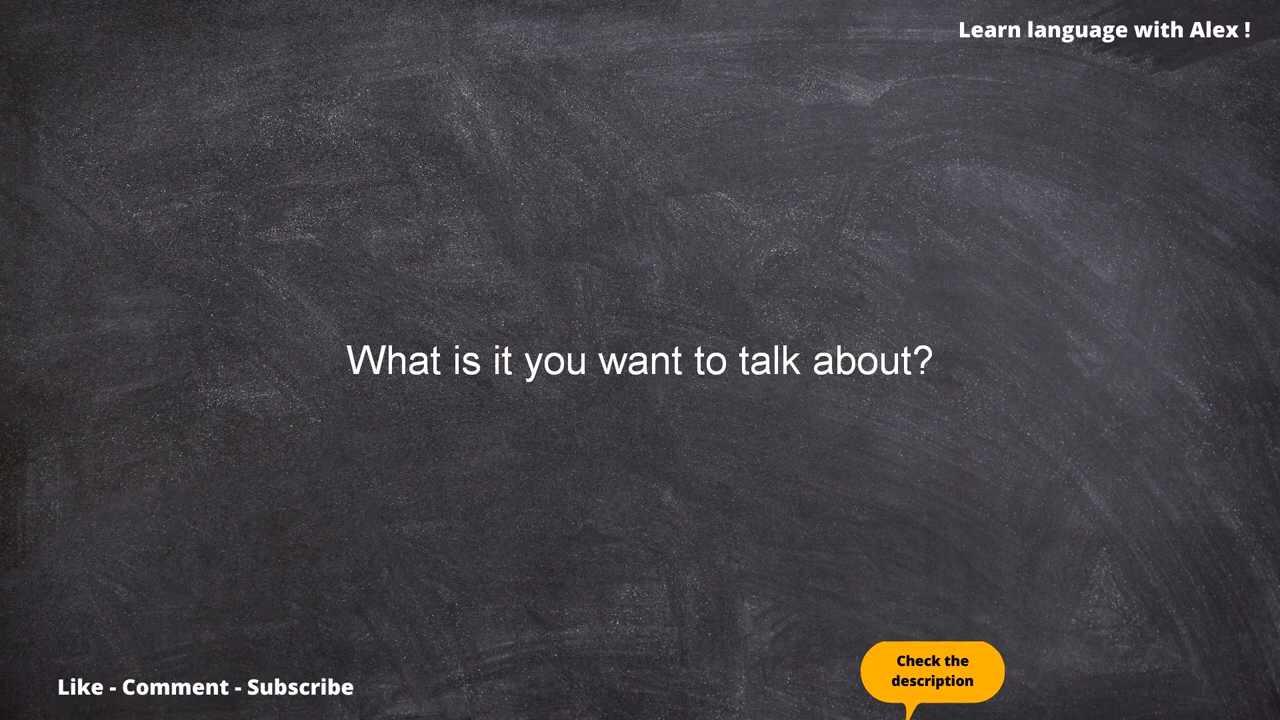 Learn language with Alex !
What is it you want to talk about?
Check the
description
Like - Comment - Subscribe